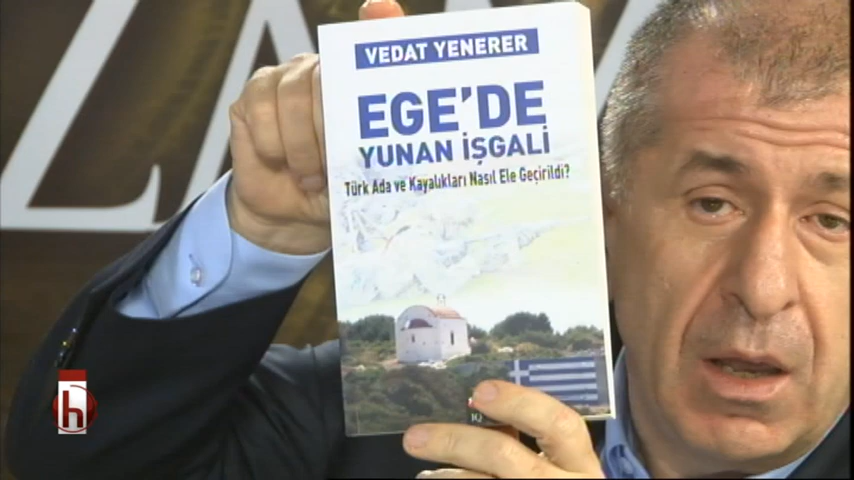 VEDAT YENERER
EGE'DE
YUNAN İŞGALİ
Türk Ada ve Kayalıkları Nasıl Ele Geçirildi?
h